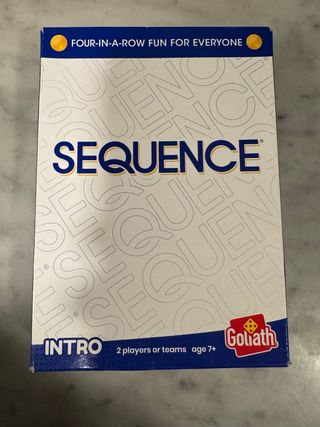 FOUR-IN-A-ROW FUN FOR EVERYONE
SEQUENCE®
INTRO
2 players or teams age 7+
Goliath